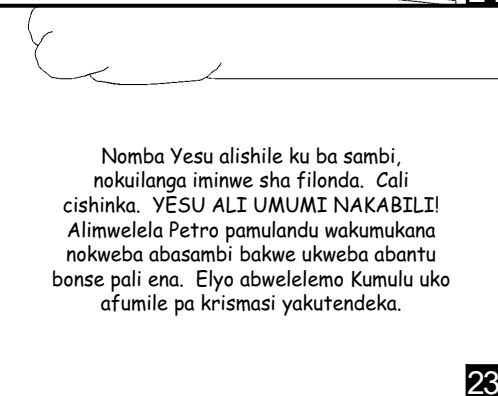 Nomba Yesu alishile ku ba sambi,
nokuilanga iminwe sha filonda. Cali
cishinka. YESU ALI UMUMI NAKABILI!
Alimwelela Petro pamulandu wakumukana
nokweba abasambi bakwe ukweba abantu
bonse pali ena. Elyo abwelelemo Kumulu uko
afumile pa krismasi yakutendeka.
23